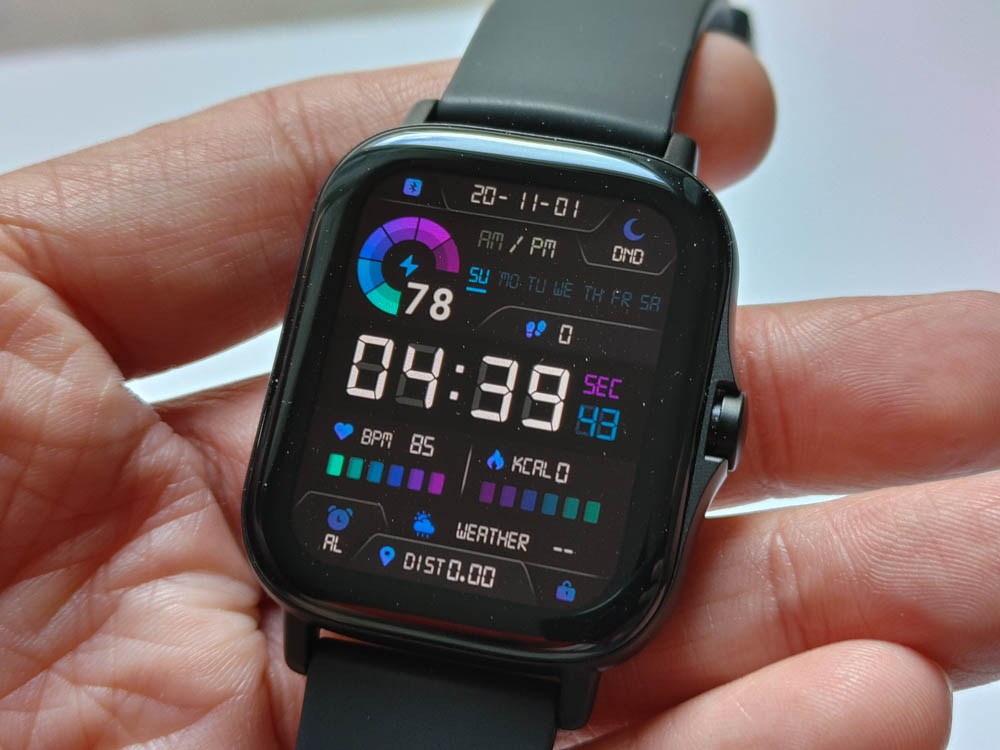 20-11-01
DND
AM / PM
SU MO TU WE TH FR SA
78
0
04:39
SEC
43
BPM 85
KCAL 0
AL
WEATHER --
DIST 0.00